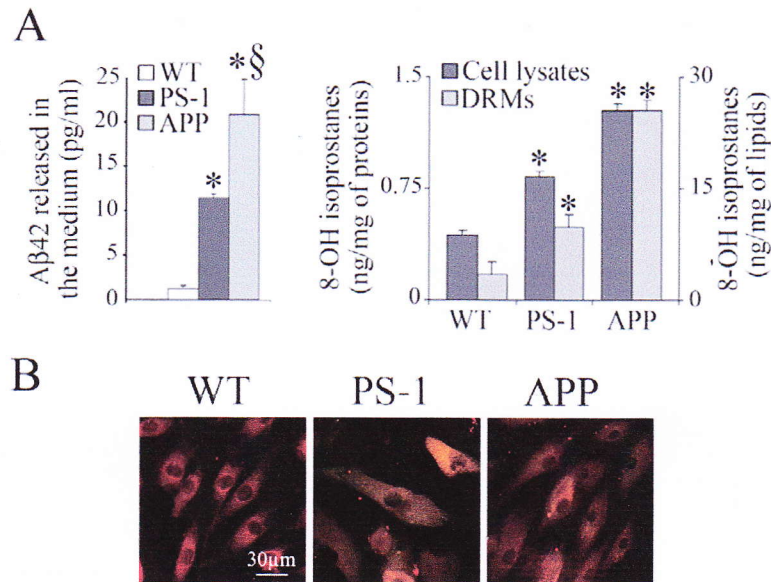 A
Aβ42 released in
the medium (pg/ml)
25
20
15
10
5
0
WT
PS-1
APP
*
*§
8-OH isoprostanes
(ng/mg of proteins)
1.5
0.75
0
Cell lysates
DRMs
*
*
* *
30
15
0
8-OH isoprostanes
(ng/mg of lipids)
WT PS-1 APP
B
WT PS-1 APP
30µm